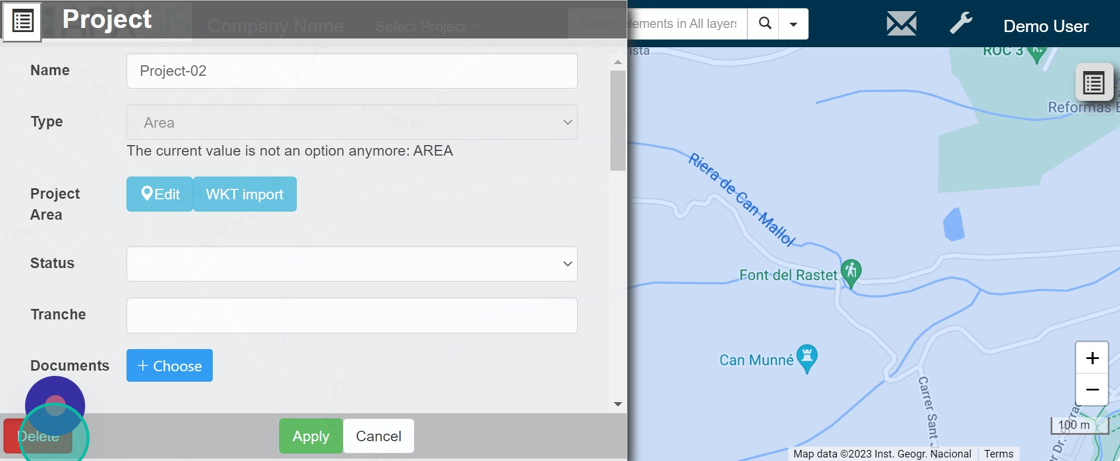 Project
Company Name
Select Project
elements in All layers
Demo User
Name
Project-02
Type
Area
The current value is not an option anymore: AREA
Project
Area
Edit
WKT import
Status
Tranche
Documents
+ Choose
Delete
Apply
Cancel
ROC 3
Reformas
Riera de Can Mallol
Font del Rastet
Can Munné
Carrer Sant J
+
−
100 m
Map data ©2023 Inst. Geogr. Nacional
Terms